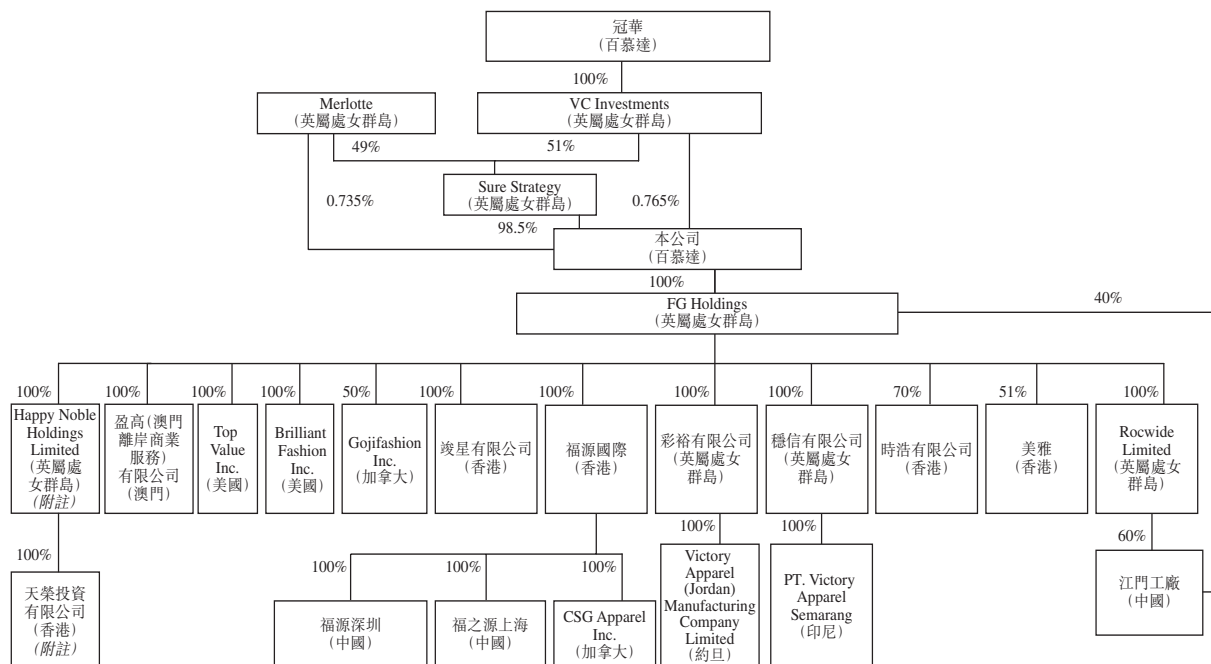 冠華
(百慕達)
100%
Merlotte
(英屬處女群島)
VC Investments
(英屬處女群島)
49%
51%
Sure Strategy
(英屬處女群島)
0.735%
0.765%
98.5%
本公司
(百慕達)
100%
FG Holdings
(英屬處女群島)
40%
100%
100%
100%
100%
50%
100%
100%
100%
100%
70%
51%
100%
Happy Noble
Holdings
Limited
(英屬處
女群島)
(附註)
盈高(澳門
離岸商業
服務)
有限公司
(澳門)
Top
Value
Inc.
(美國)
Brilliant
Fashion
Inc.
(美國)
Gojifashion
Inc.
(加拿大)
竣星有限公司
(香港)
福源國際
(香港)
彩裕有限公司
(英屬處女
群島)
穩信有限公司
(英屬處女
群島)
時浩有限公司
(香港)
美雅
(香港)
Rocwide
Limited
(英屬處女
群島)
100%
100%
100%
100%
100%
100%
60%
天榮投資
有限公司
(香港)
(附註)
福源深圳
(中國)
福之源上海
(中國)
CSG Apparel
Inc.
(加拿大)
Victory
Apparel
(Jordan)
Manufacturing
Company
Limited
(約旦)
PT. Victory
Apparel
Semarang
(印尼)
江門工廠
(中國)